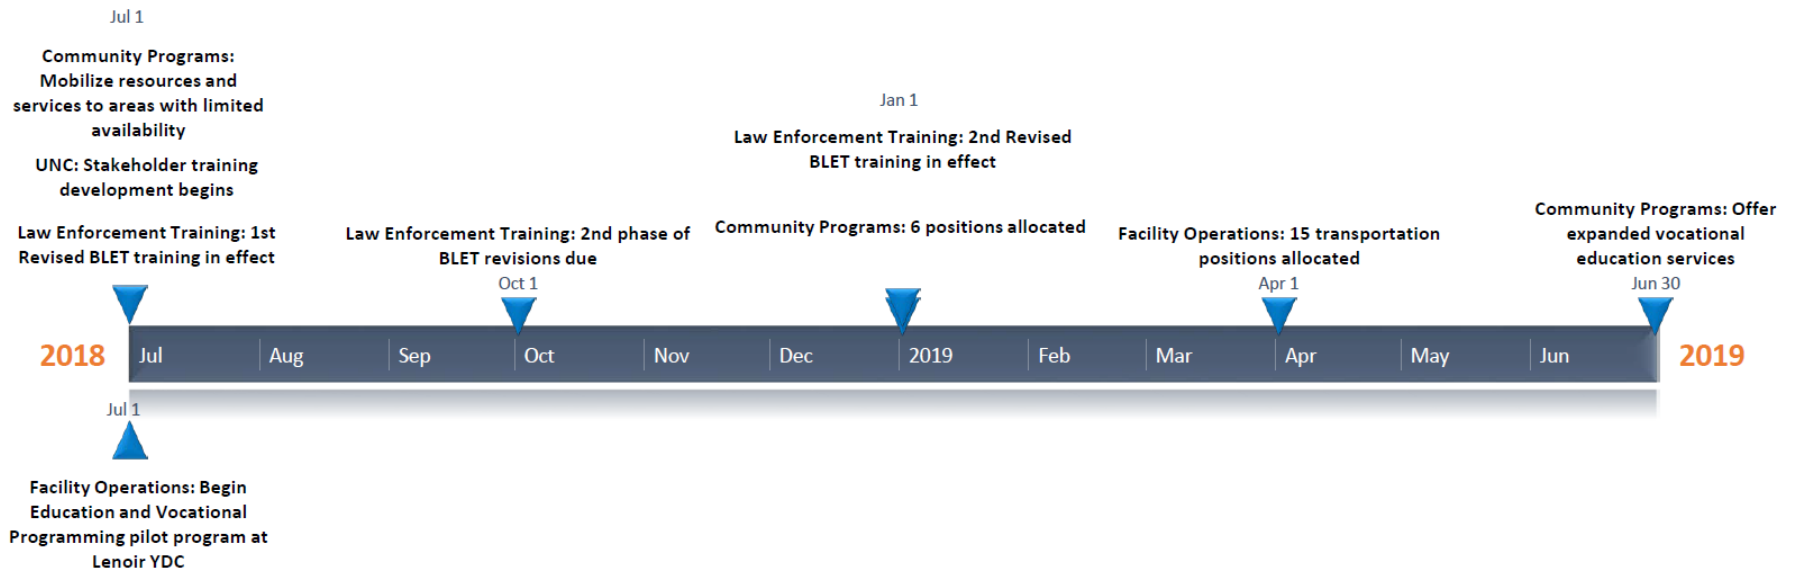 Jul 1
Community Programs:
Mobilize resources and
services to areas with limited
availability
UNC: Stakeholder training
development begins
Law Enforcement Training: 1st
Revised BLET training in effect
Law Enforcement Training: 2nd phase of
BLET revisions due
Oct 1
Jan 1
Law Enforcement Training: 2nd Revised
BLET training in effect
Community Programs: 6 positions allocated
Facility Operations: 15 transportation
positions allocated
Apr 1
Community Programs: Offer
expanded vocational
education services
Jun 30
2018 Jul Aug Sep Oct Nov Dec 2019 Feb Mar Apr May Jun 2019
Jul 1
Facility Operations: Begin
Education and Vocational
Programming pilot program at
Lenoir YDC